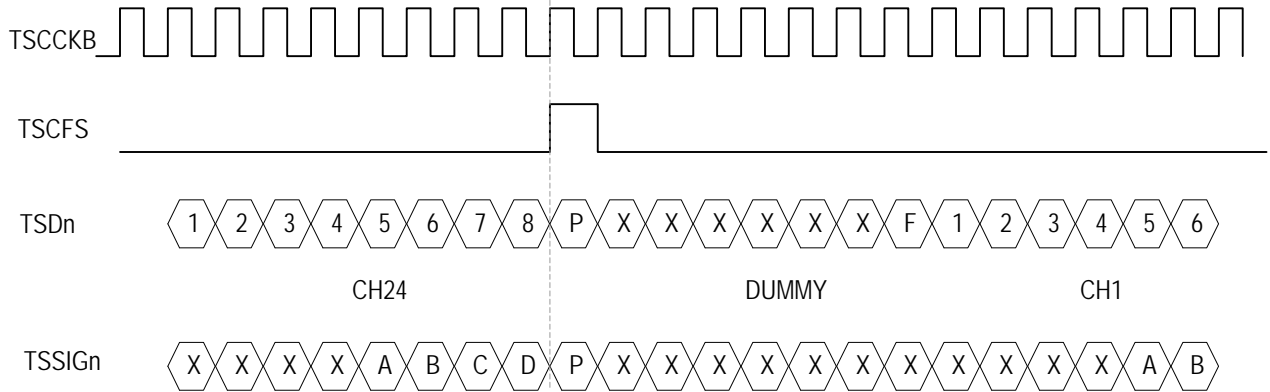 TSCCKB
TSCFS
TSDn 1 2 3 4 5 6 7 8 P X X X X X X F 1 2 3 4 5 6
CH24 DUMMY CH1
TSSIGn X X X X A B C D P X X X X X X X X X X X A B